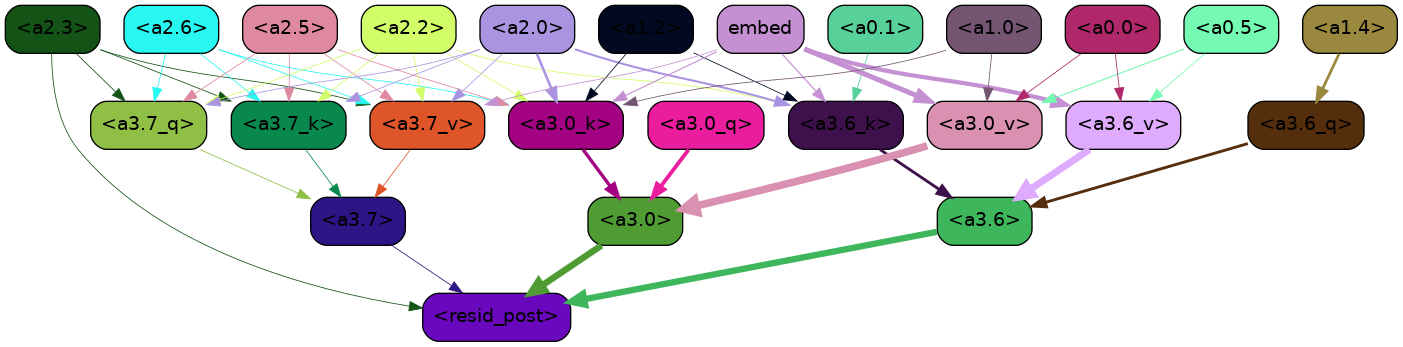 <a2.3> <a2.6> <a2.5> <a2.2> <a2.0> <a1.2> embed <a0.1> <a1.0> <a0.0> <a0.5> <a1.4>
<a3.7_q> <a3.7_k> <a3.7_v> <a3.0_k> <a3.0_q> <a3.6_k> <a3.0_v> <a3.6_v> <a3.6_q>
<a3.7> <a3.0> <a3.6>
<resid_post>